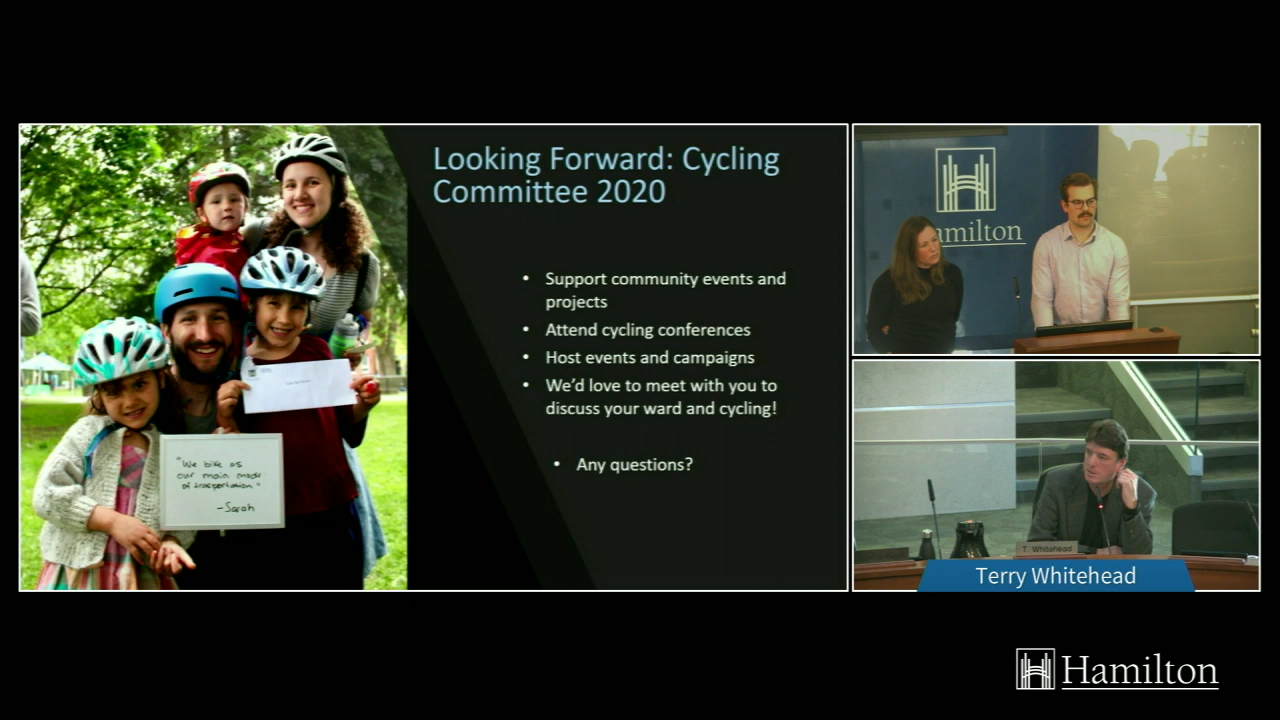 Looking Forward: Cycling
Committee 2020
• Support community events and
projects
• Attend cycling conferences
• Host events and campaigns
• We'd love to meet with you to
discuss your ward and cycling!
• Any questions?
"We bike as
our main mode
of trasportation"
-Sarah
amilton
T. Whitehead
Terry Whitehead
Hamilton